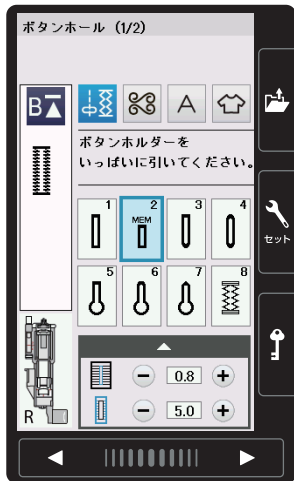 ボタンホール (1/2)
B
A
ボタンホルダーを
いっぱいに引いてください。
1
2
3
4
MEM
5
6
7
8
セット
0.8
R
5.0